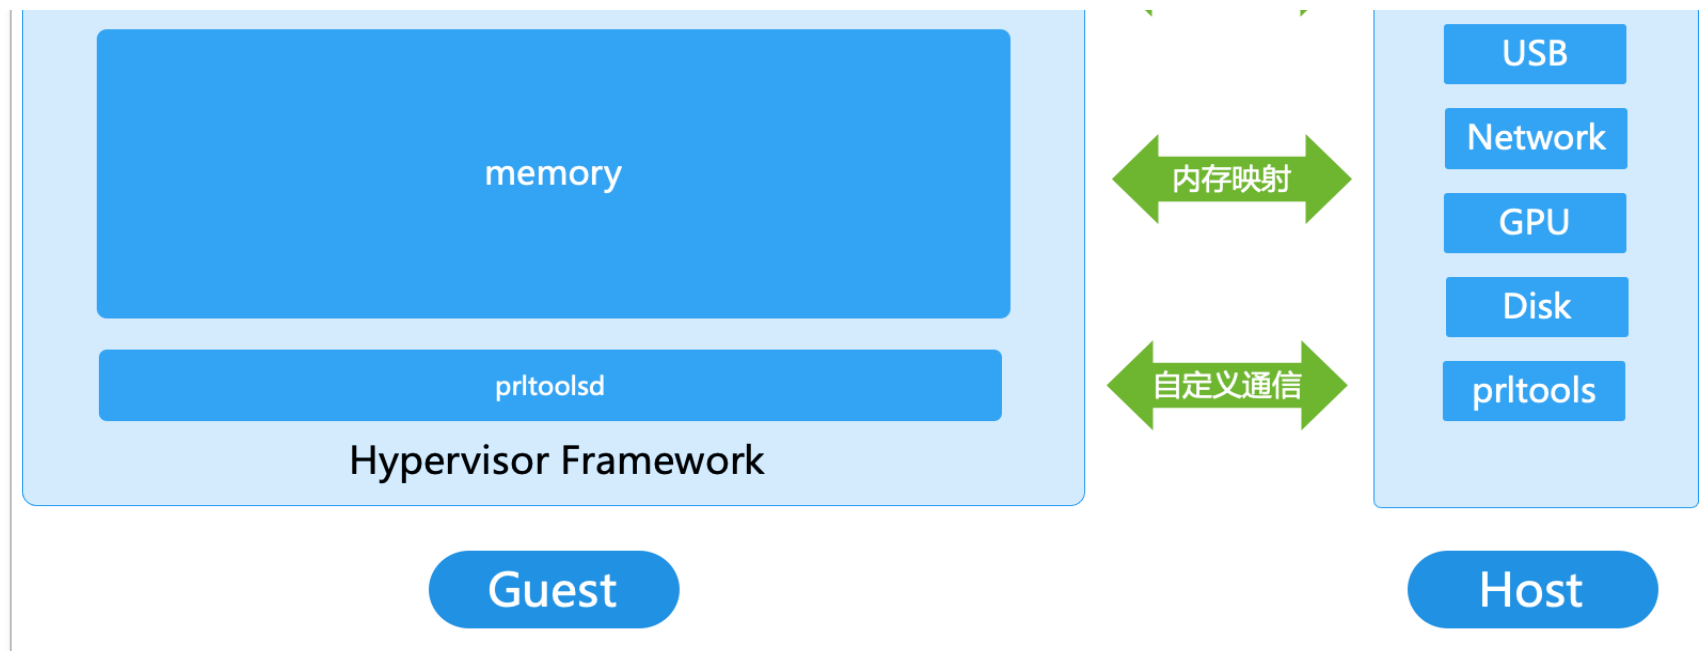 memory
prltoolsd
Hypervisor Framework
Guest
内存映射
自定义通信
USB
Network
GPU
Disk
prltools
Host